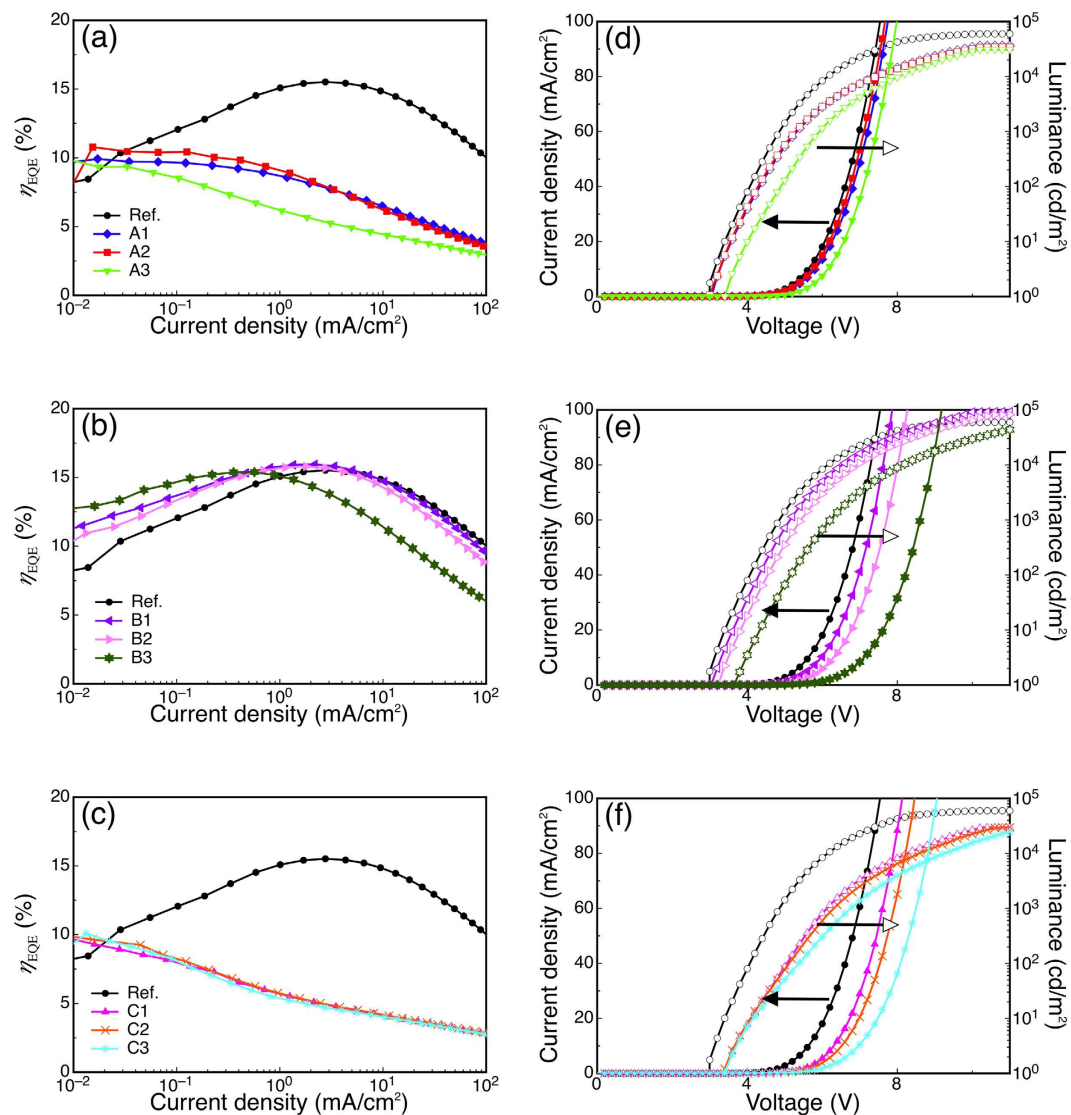 (a)
20
15
10
5
0
η_EQE (%)
Ref.
A1
A2
A3
10⁻² 10⁻¹ 10⁰ 10¹ 10²
Current density (mA/cm²)
(d)
100
80
60
40
20
0
Current density (mA/cm²)
4 8
Voltage (V)
10⁵
10⁴
10³
10²
10¹
10⁰
Luminance (cd/m²)
(b)
20
15
10
5
0
η_EQE (%)
Ref.
B1
B2
B3
10⁻² 10⁻¹ 10⁰ 10¹ 10²
Current density (mA/cm²)
(e)
100
80
60
40
20
0
Current density (mA/cm²)
4 8
Voltage (V)
10⁵
10⁴
10³
10²
10¹
10⁰
Luminance (cd/m²)
(c)
20
15
10
5
0
η_EQE (%)
Ref.
C1
C2
C3
10⁻² 10⁻¹ 10⁰ 10¹ 10²
Current density (mA/cm²)
(f)
100
80
60
40
20
0
Current density (mA/cm²)
4 8
Voltage (V)
10⁵
10⁴
10³
10²
10¹
10⁰
Luminance (cd/m²)